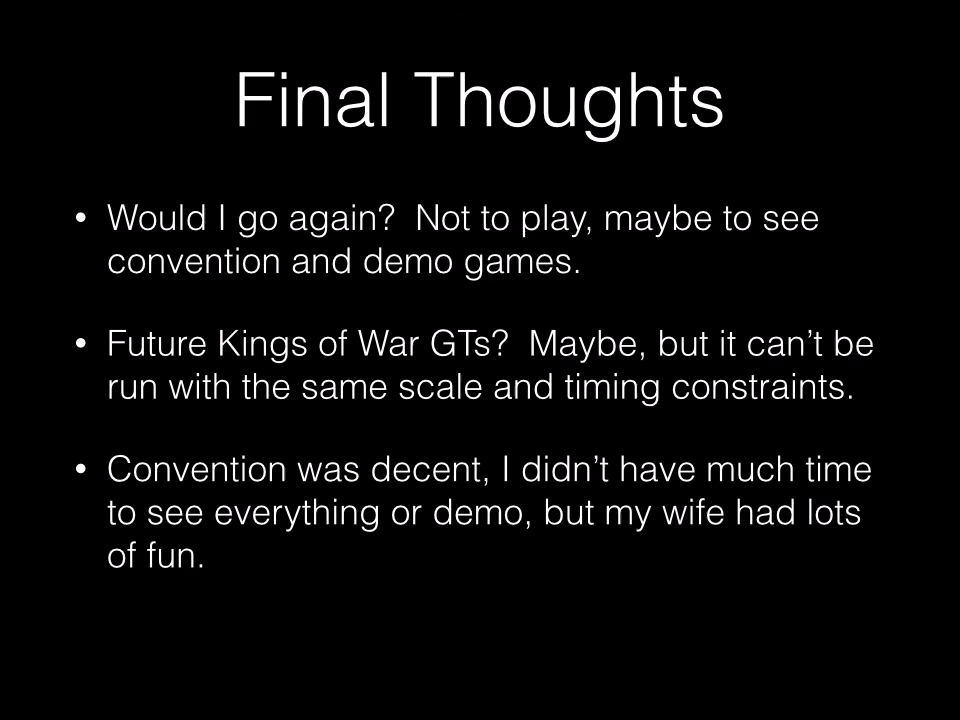 Final Thoughts
• Would I go again?  Not to play, maybe to see
convention and demo games.
• Future Kings of War GTs?  Maybe, but it can’t be
run with the same scale and timing constraints.
• Convention was decent, I didn’t have much time
to see everything or demo, but my wife had lots
of fun.